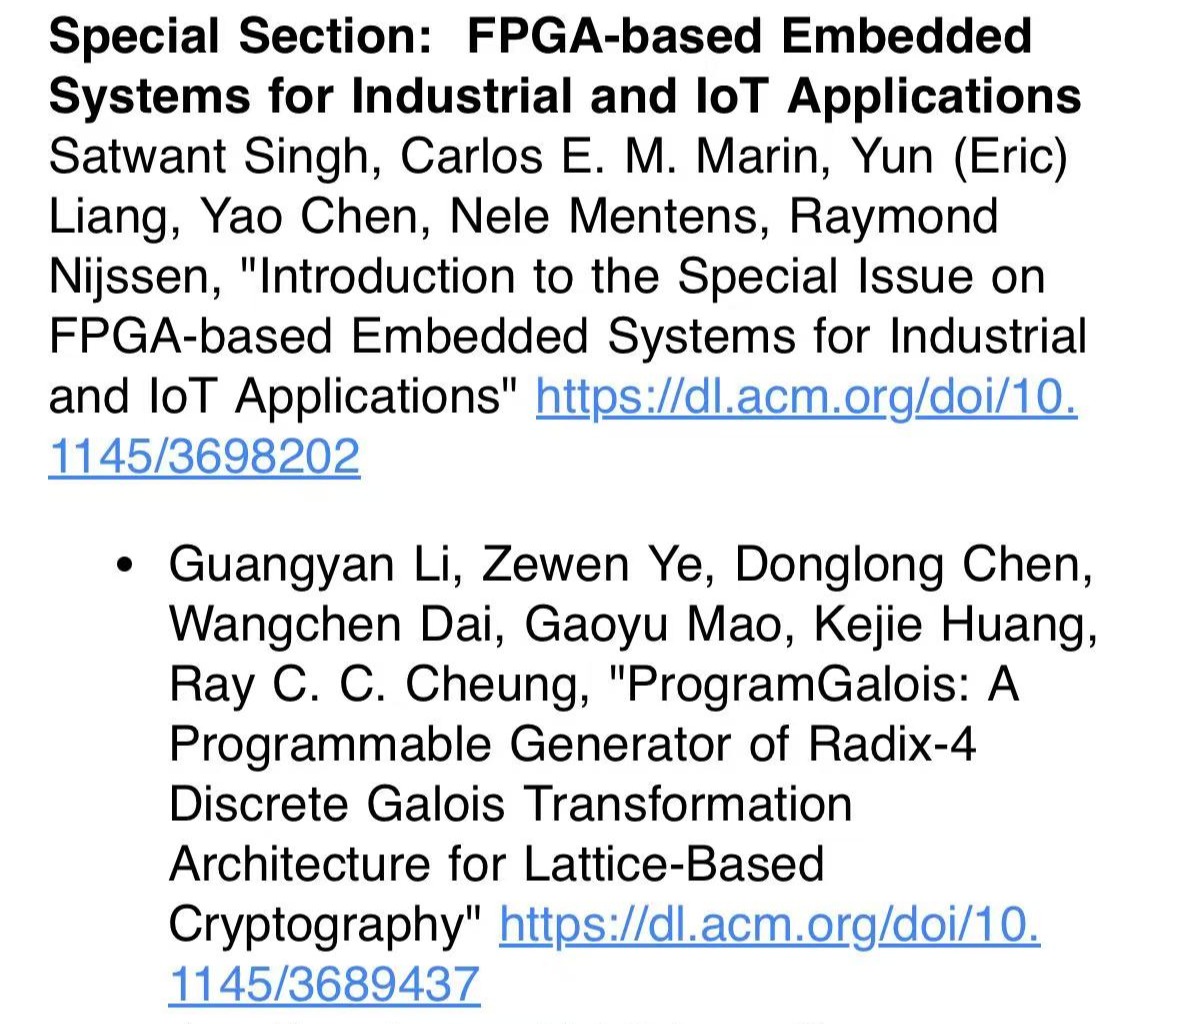 Special Section:  FPGA-based Embedded
Systems for Industrial and IoT Applications
Satwant Singh, Carlos E. M. Marin, Yun (Eric)
Liang, Yao Chen, Nele Mentens, Raymond
Nijssen, "Introduction to the Special Issue on
FPGA-based Embedded Systems for Industrial
and IoT Applications" https://dl.acm.org/doi/10.
1145/3698202
• Guangyan Li, Zewen Ye, Donglong Chen,
Wangchen Dai, Gaoyu Mao, Kejie Huang,
Ray C. C. Cheung, "ProgramGalois: A
Programmable Generator of Radix-4
Discrete Galois Transformation
Architecture for Lattice-Based
Cryptography" https://dl.acm.org/doi/10.
1145/3689437